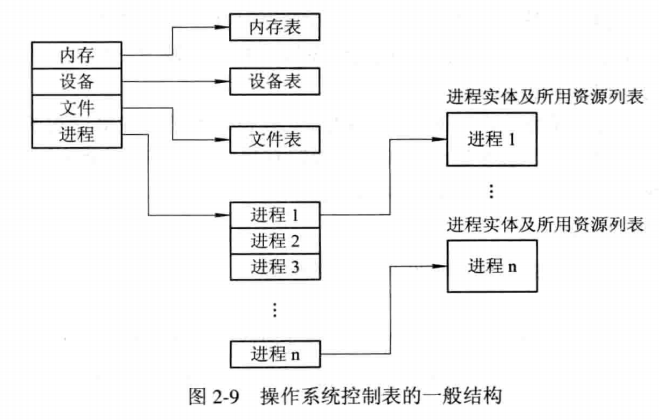 内存
设备
文件
进程
内存表
设备表
文件表
进程 1
进程 2
进程 3
⋮
进程 n
进程实体及所用资源列表
进程 1
⋮
进程实体及所用资源列表
进程 n
图 2-9 操作系统控制表的一般结构